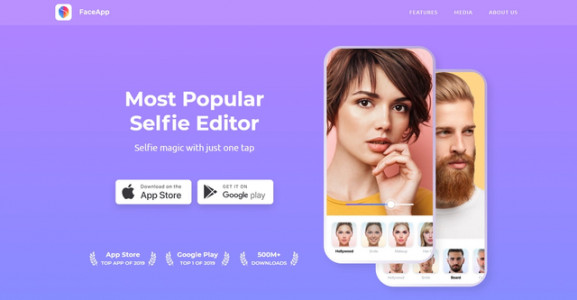 FaceApp
FEATURES
MEDIA
ABOUT US
Most Popular
Selfie Editor
Selfie magic with just one tap
Download on the
App Store
GET IT ON
Google play
App Store
TOP APP OF 2019
Google Play
TOP 1 OF 2019
500M+
DOWNLOADS
Hollywood
Makeup
Hollywood
Beard